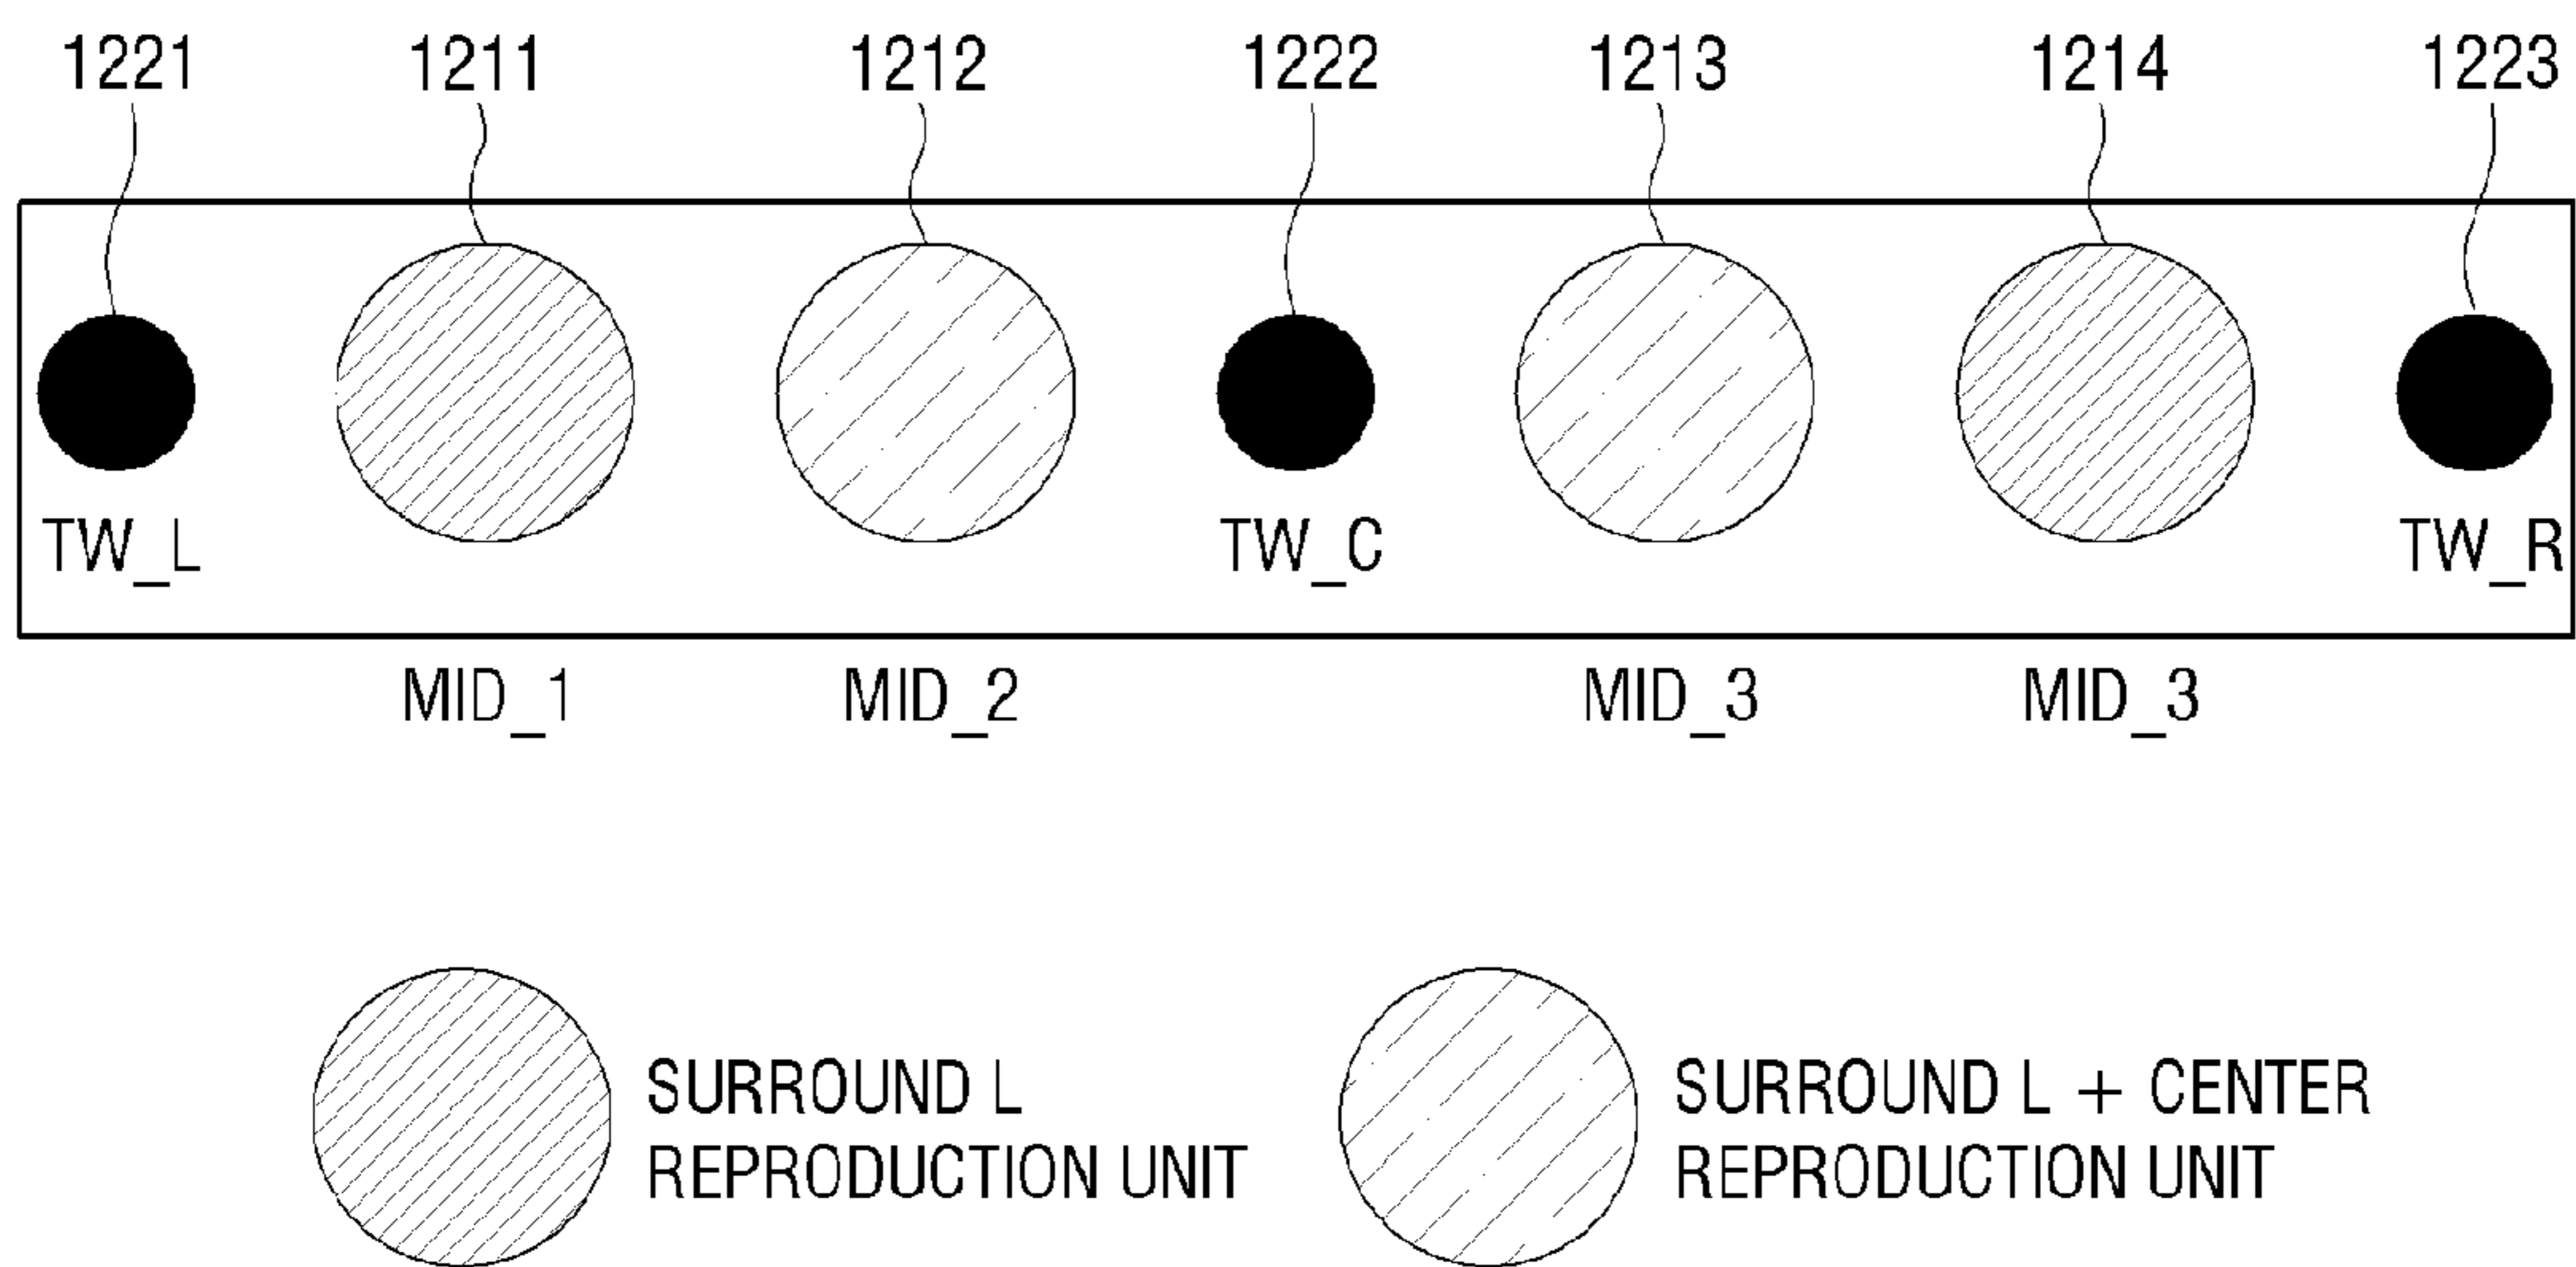 1221 1211 1212 1222 1213 1214 1223
TW_L TW_C TW_R
MID_1 MID_2 MID_3 MID_3
SURROUND L
REPRODUCTION UNIT
SURROUND L + CENTER
REPRODUCTION UNIT